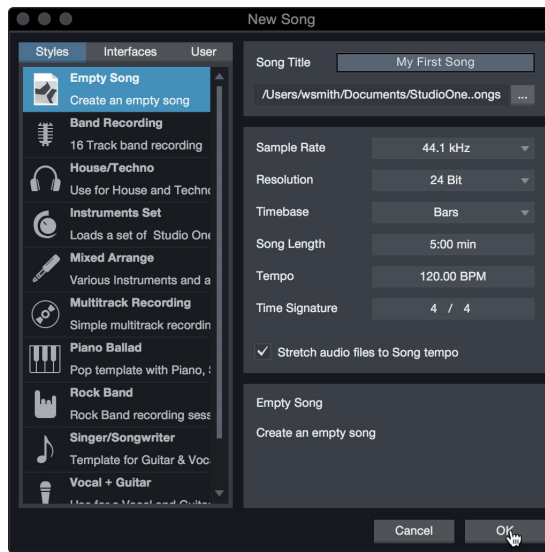 New Song
Styles Interfaces User
Empty Song
Create an empty song
Band Recording
16 Track band recording
House/Techno
Use for House and Techno
Instruments Set
Loads a set of Studio One
Mixed Arrange
Various Instruments and a
Multitrack Recording
Simple multitrack recordin
Piano Ballad
Pop template with Piano,
Rock Band
Rock Band recording sess
Singer/Songwriter
Template for Guitar & Voc
Vocal + Guitar
Song Title My First Song
/Users/wsmith/Documents/StudioOne..ongs ...
Sample Rate 44.1 kHz
Resolution 24 Bit
Timebase Bars
Song Length 5:00 min
Tempo 120.00 BPM
Time Signature 4 / 4
Stretch audio files to Song tempo
Empty Song
Create an empty song
Cancel OK